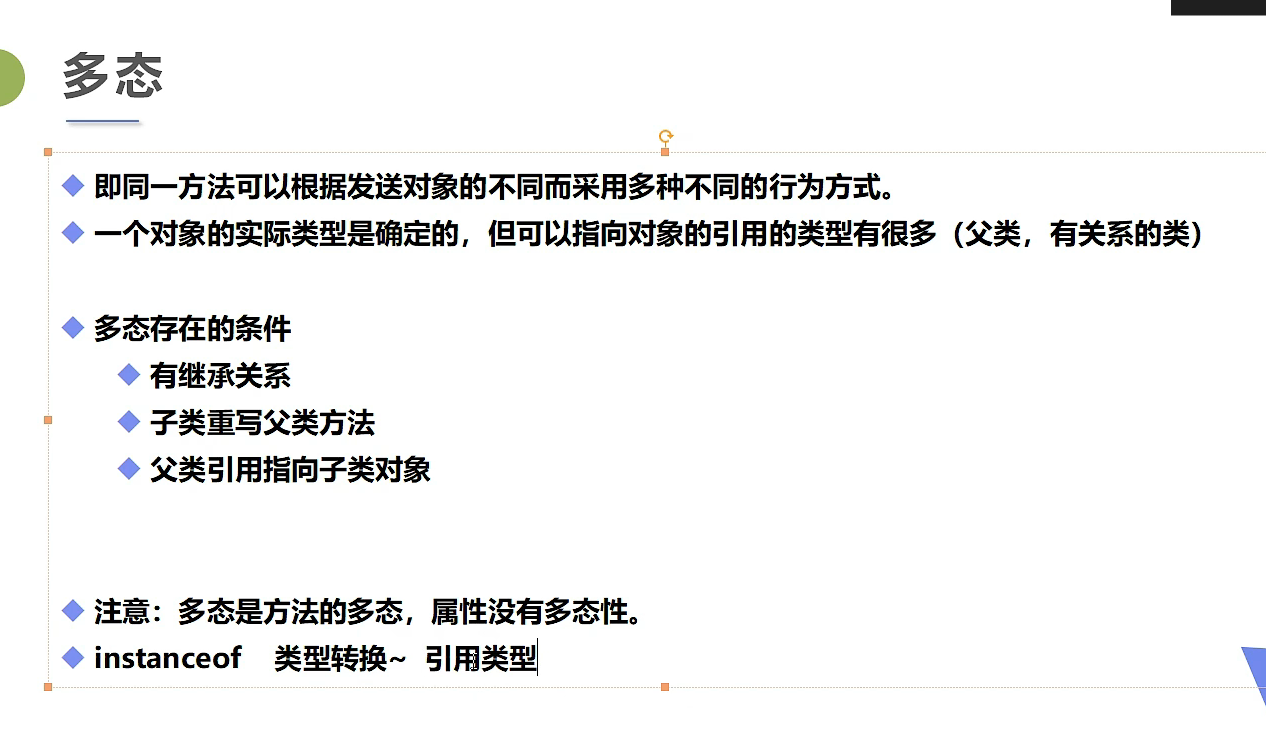 多态
即同一方法可以根据发送对象的不同而采用多种不同的行为方式。
一个对象的实际类型是确定的，但可以指向对象的引用的类型有很多（父类，有关系的类）
多态存在的条件
有继承关系
子类重写父类方法
父类引用指向子类对象
注意：多态是方法的多态，属性没有多态性。
instanceof 类型转换~ 引用类型